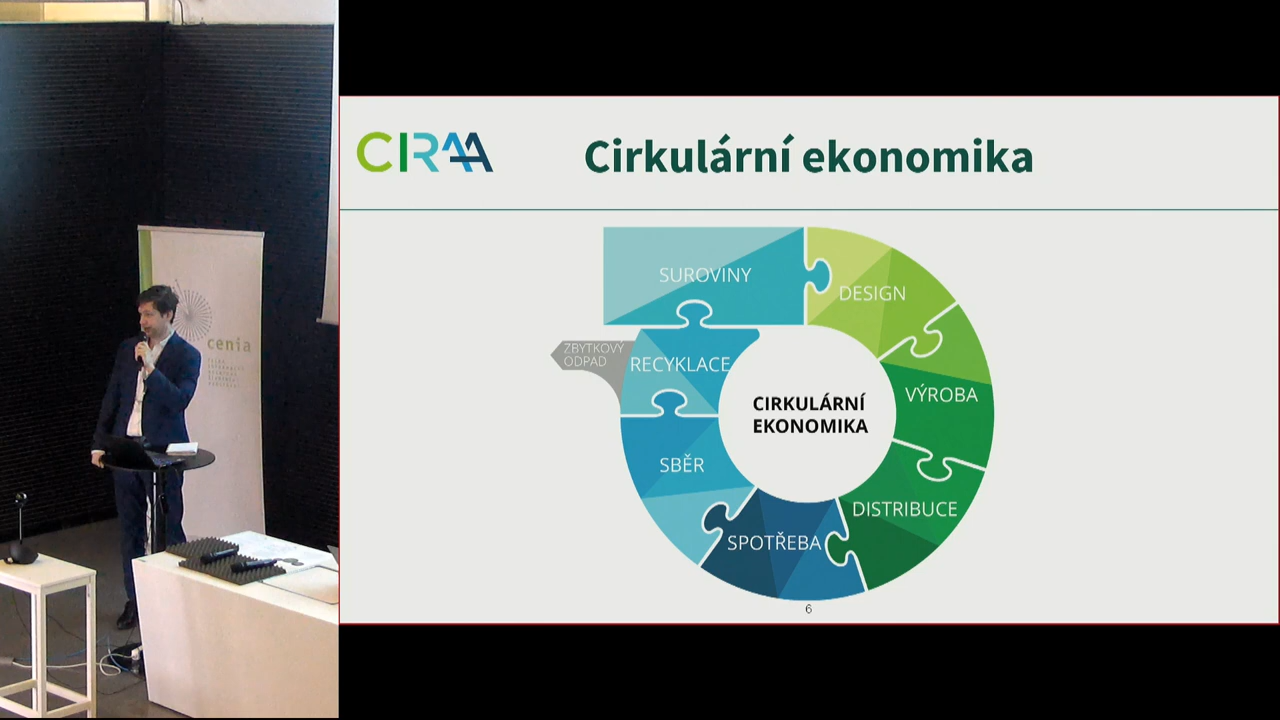 CIRAA
Cirkulární ekonomika
SUROVINY
DESIGN
ZBYTKOVÝ
ODPAD
RECYKLACE
VÝROBA
CIRKULÁRNÍ
EKONOMIKA
SBĚR
DISTRIBUCE
SPOTŘEBA
6
cenia